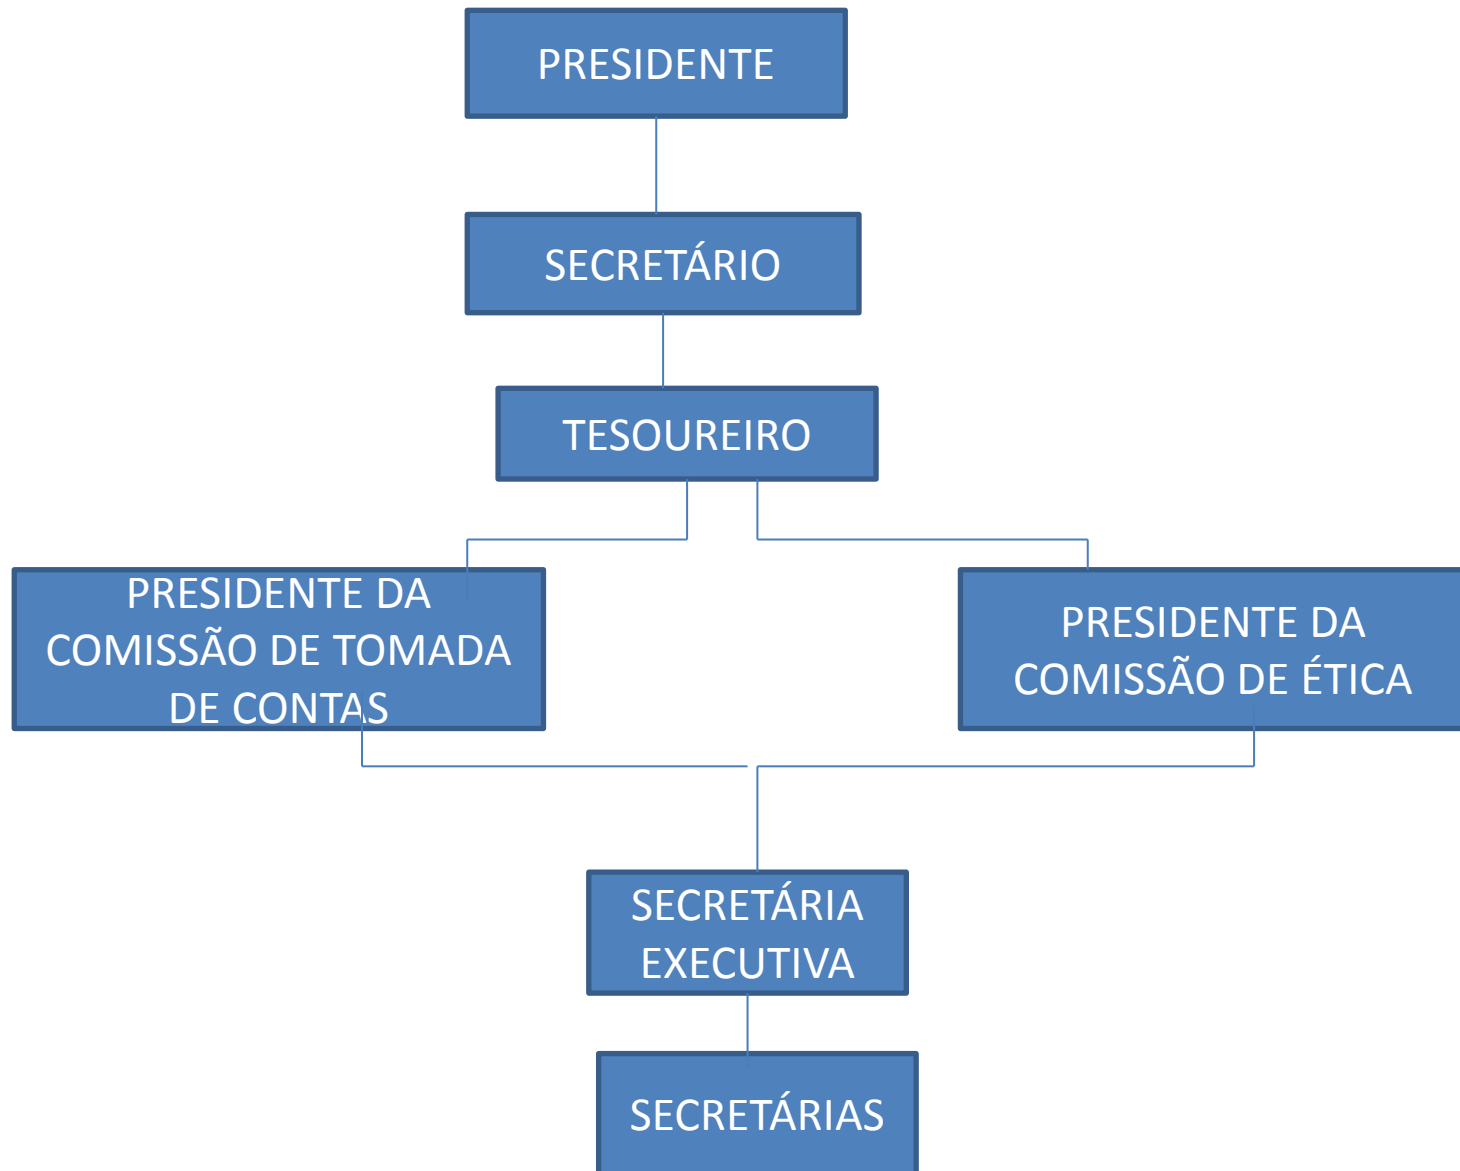 PRESIDENTE
SECRETÁRIO
TESOUREIRO
PRESIDENTE DA
COMISSÃO DE TOMADA
DE CONTAS
PRESIDENTE DA
COMISSÃO DE ÉTICA
SECRETÁRIA
EXECUTIVA
SECRETÁRIAS